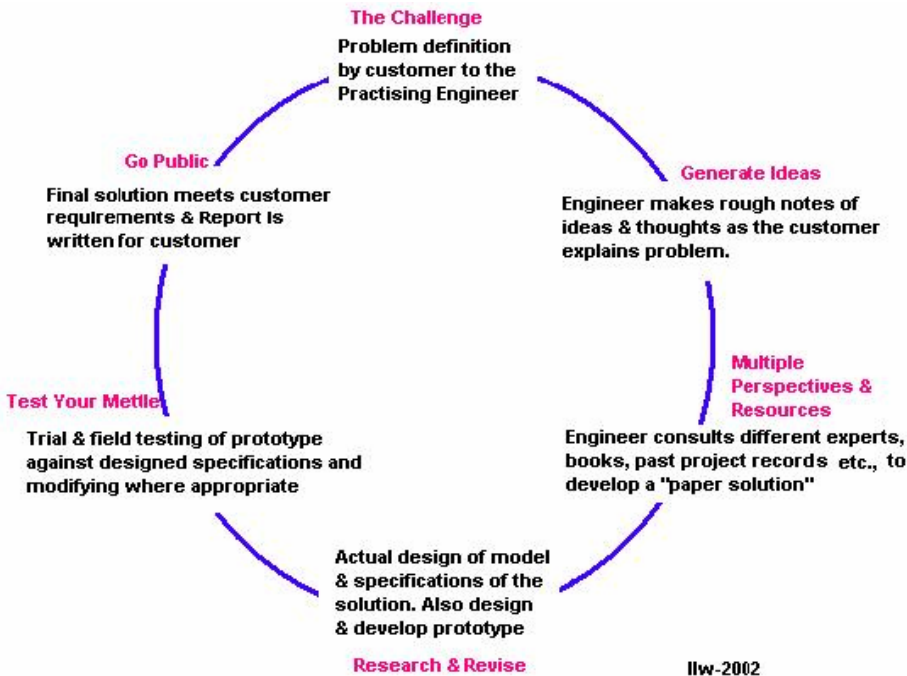 The Challenge
Problem definition
by customer to the
Practising Engineer
Generate Ideas
Engineer makes rough notes of
ideas & thoughts as the customer
explains problem.
Multiple
Perspectives &
Resources
Engineer consults different experts,
books, past project records etc., to
develop a "paper solution"
Actual design of model
& specifications of the
solution. Also design
& develop prototype
Research & Revise
Test Your Mettle
Trial & field testing of prototype
against designed specifications and
modifying where appropriate
Go Public
Final solution meets customer
requirements & Report is
written for customer
llw-2002